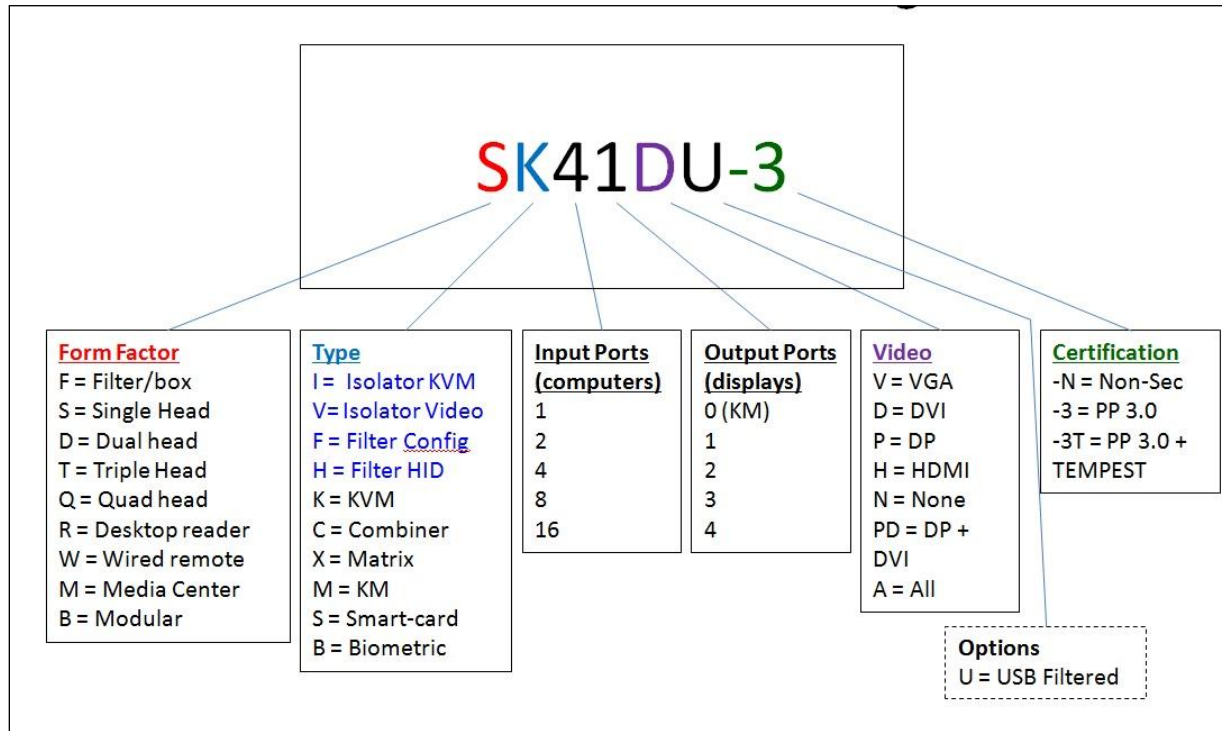 SK41DU-3
Form Factor
F = Filter/box
S = Single Head
D = Dual head
T = Triple Head
Q = Quad head
R = Desktop reader
W = Wired remote
M = Media Center
B = Modular
Type
I = Isolator KVM
V= Isolator Video
F = Filter Config
H = Filter HID
K = KVM
C = Combiner
X = Matrix
M = KM
S = Smart-card
B = Biometric
Input Ports
(computers)
1
2
4
8
16
Output Ports
(displays)
0 (KM)
1
2
3
4
Video
V = VGA
D = DVI
P = DP
H = HDMI
N = None
PD = DP +
DVI
A = All
Certification
-N = Non-Sec
-3 = PP 3.0
-3T = PP 3.0 +
TEMPEST
Options
U = USB Filtered